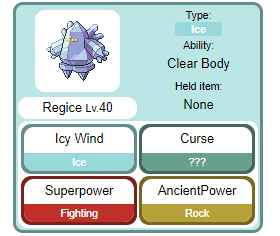 Type:
Ice
Ability:
Clear Body
Held item:
None
Regice Lv.40
Icy Wind
Ice
Curse
???
Superpower
Fighting
AncientPower
Rock